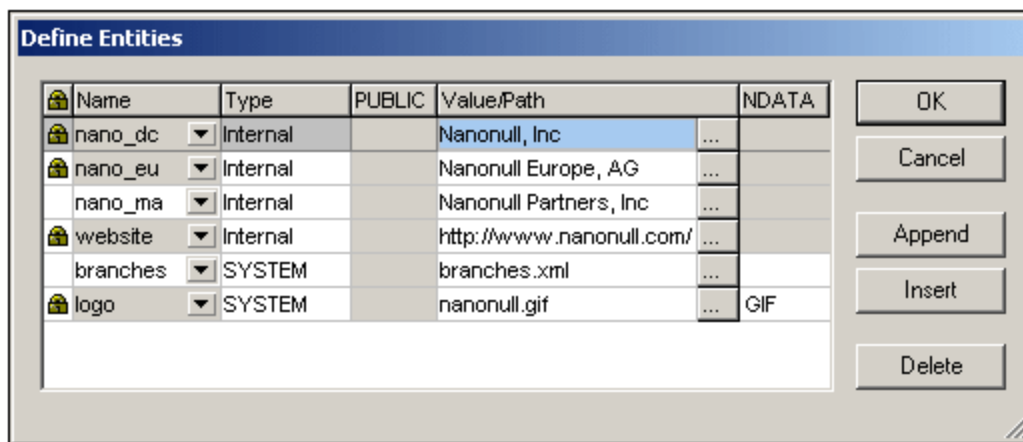 Define Entities
Name Type PUBLIC Value/Path NDATA
nano_dc Internal Nanonull, Inc ...
nano_eu Internal Nanonull Europe, AG ...
nano_ma Internal Nanonull Partners, Inc ...
website Internal http://www.nanonull.com/ ...
branches SYSTEM branches.xml ...
logo SYSTEM nanonull.gif ... GIF
OK
Cancel
Append
Insert
Delete